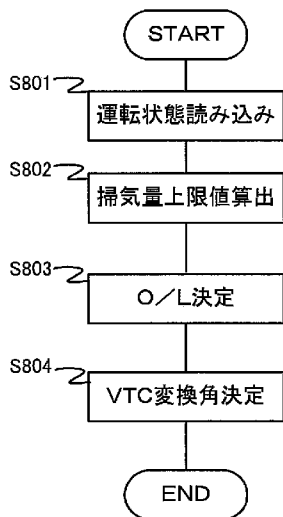 START
S801
運転状態読み込み
S802
掃気量上限値算出
S803
O／L決定
S804
VTC変換角決定
END